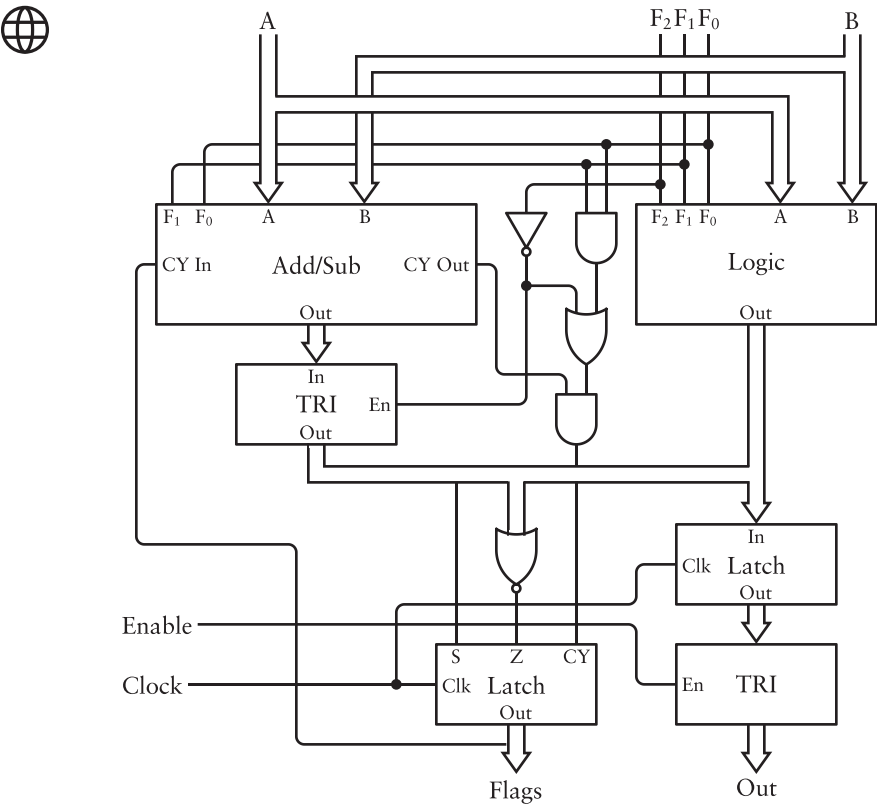 A F₂ F₁ F₀ B
F₁ F₀ A B F₂ F₁ F₀ A B
CY In Add/Sub CY Out Logic
Out Out
In
TRI En
Out
In
Clk Latch
Out
Enable
S Z CY
Clock Clk Latch En TRI
Out
Flags Out